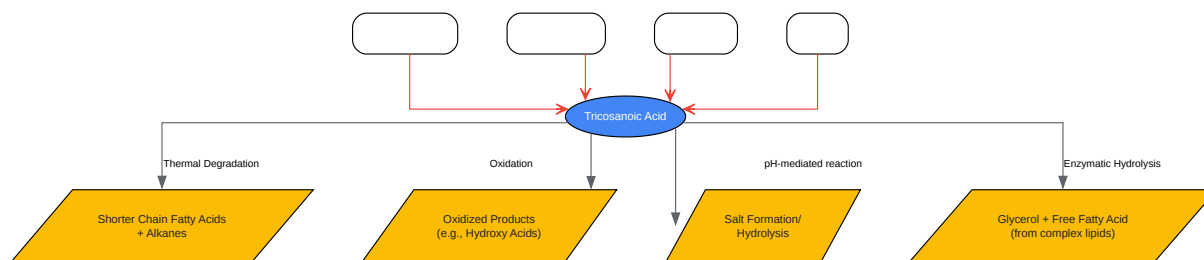 Tricosanoic Acid
Thermal Degradation
Oxidation
pH-mediated reaction
Enzymatic Hydrolysis
Shorter Chain Fatty Acids
+ Alkanes
Oxidized Products
(e.g., Hydroxy Acids)
Salt Formation/
Hydrolysis
Glycerol + Free Fatty Acid
(from complex lipids)